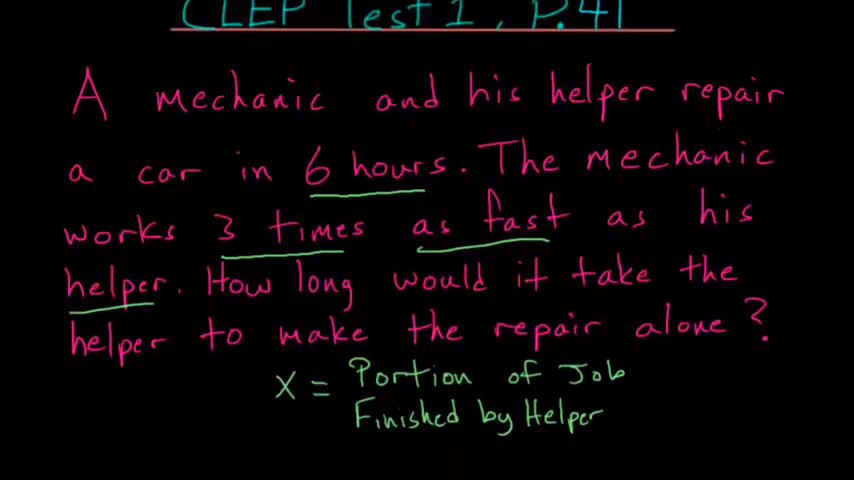 CLEP Test 1, P.41
A mechanic and his helper repair
a car in 6 hours. The mechanic
works 3 times as fast as his
helper. How long would it take the
helper to make the repair alone?
X = Portion of Job
Finished by Helper